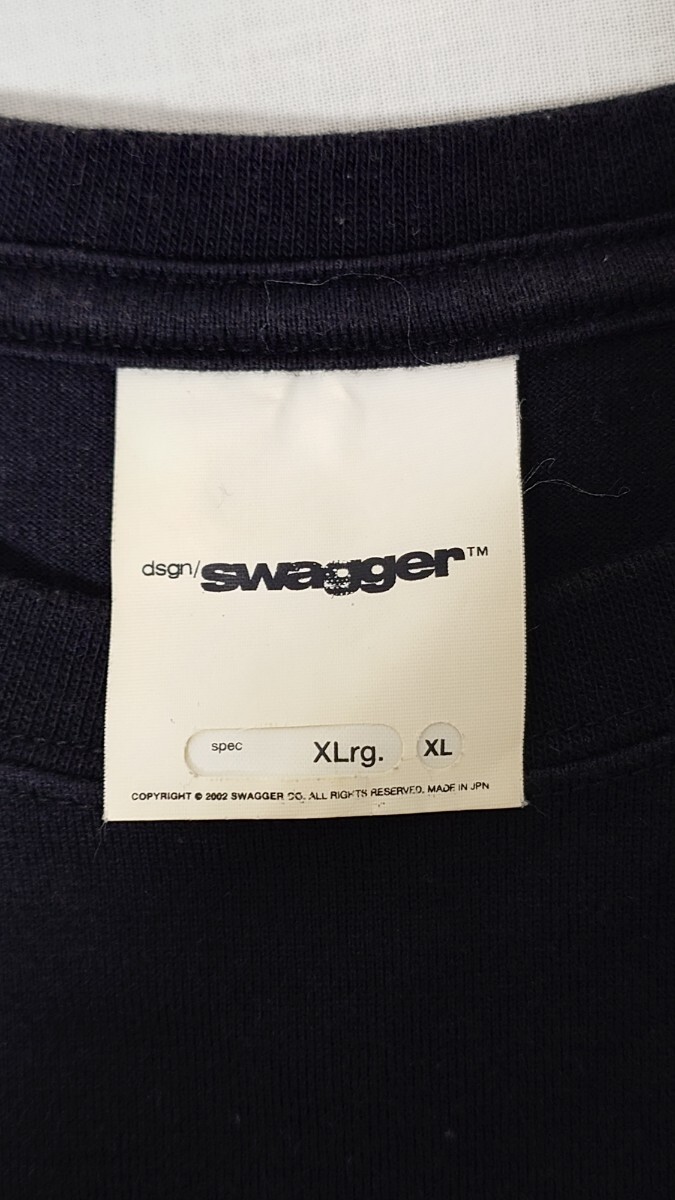 dsgn/swagger™
spec XLrg. XL
COPYRIGHT © 2002 SWAGGER CO. ALL RIGHTS RESERVED. MADE IN JPN